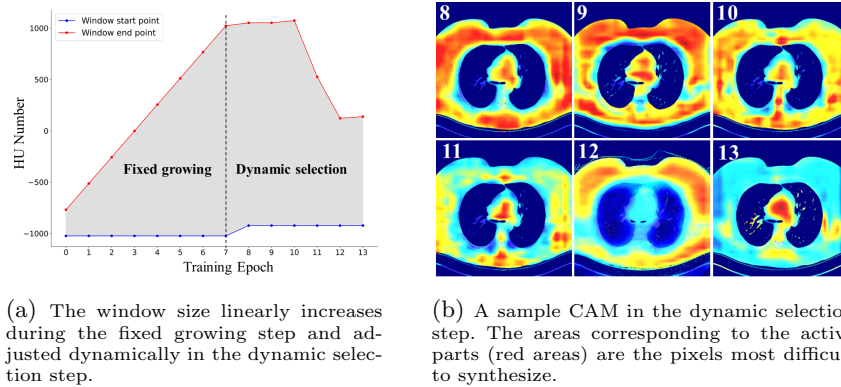 Window start point
Window end point
1000
500
0
−500
−1000
HU Number
Fixed growing
Dynamic selection
0 1 2 3 4 5 6 7 8 9 10 11 12 13
Training Epoch
8 9 10
11 12 13
(a) The window size linearly increases
during the fixed growing step and ad-
justed dynamically in the dynamic selec-
tion step.
(b) A sample CAM in the dynamic selectio
step. The areas corresponding to the activ
parts (red areas) are the pixels most difficu
to synthesize.